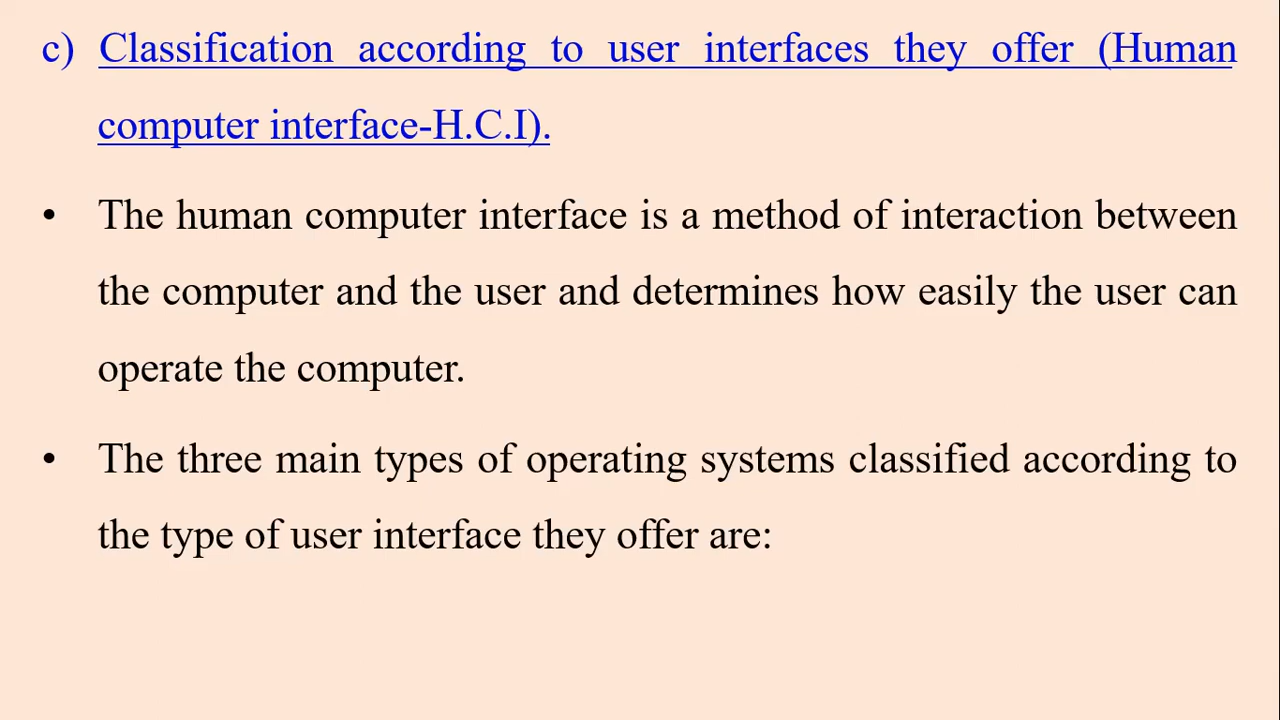 c) Classification according to user interfaces they offer (Human
computer interface-H.C.I).
• The human computer interface is a method of interaction between
the computer and the user and determines how easily the user can
operate the computer.
• The three main types of operating systems classified according to
the type of user interface they offer are: